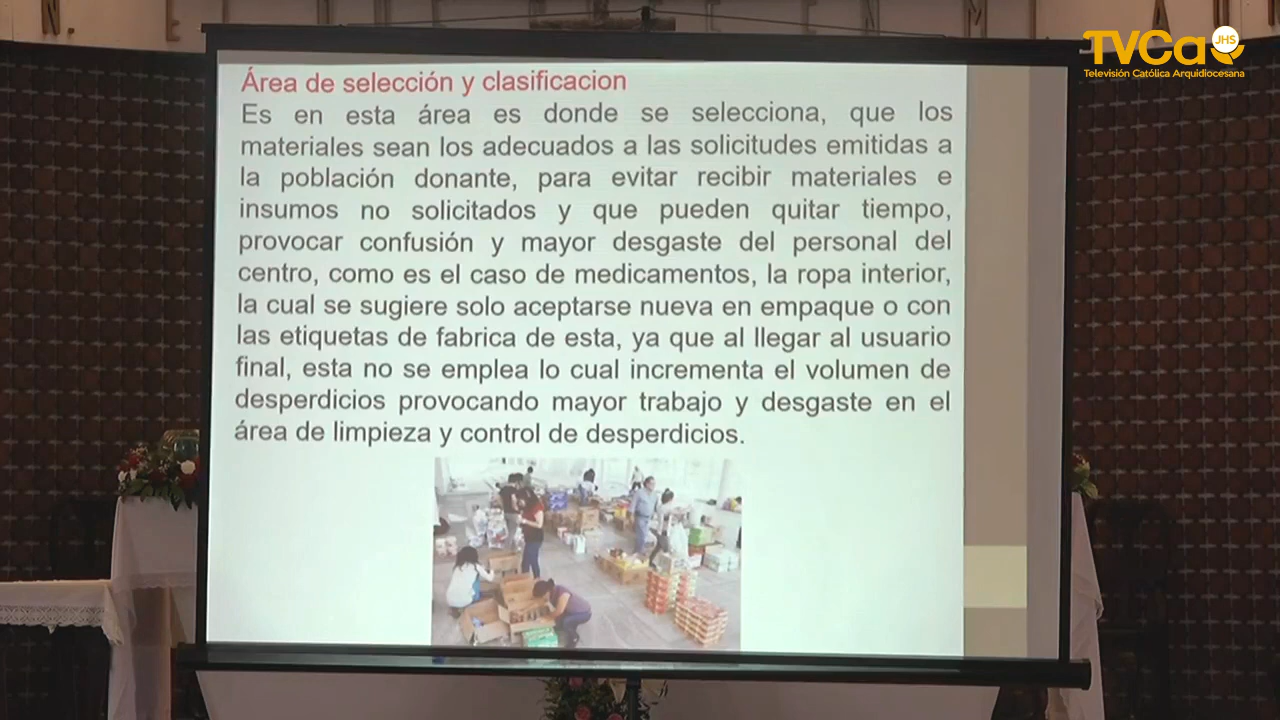 TVCa
JHS
Televisión Católica Arquidiocesana
Área de selección y clasificacion
Es en esta área es donde se selecciona, que los
materiales sean los adecuados a las solicitudes emitidas a
la población donante, para evitar recibir materiales e
insumos no solicitados y que pueden quitar tiempo,
provocar confusión y mayor desgaste del personal del
centro, como es el caso de medicamentos, la ropa interior,
la cual se sugiere solo aceptarse nueva en empaque o con
las etiquetas de fabrica de esta, ya que al llegar al usuario
final, esta no se emplea lo cual incrementa el volumen de
desperdicios provocando mayor trabajo y desgaste en el
área de limpieza y control de desperdicios.